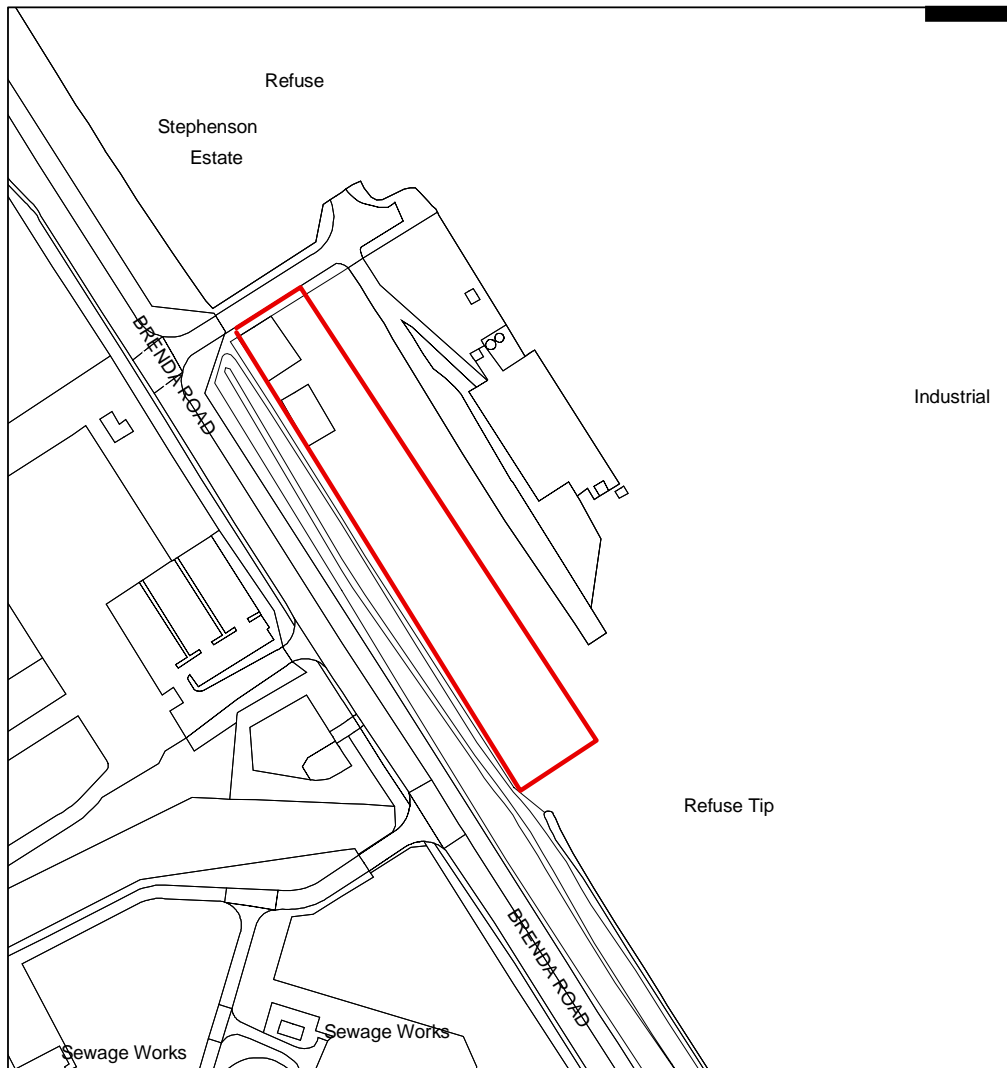 Refuse
Stephenson
Estate
BRENDA ROAD
Industrial
Refuse Tip
BRENDA ROAD
Sewage Works
Sewage Works